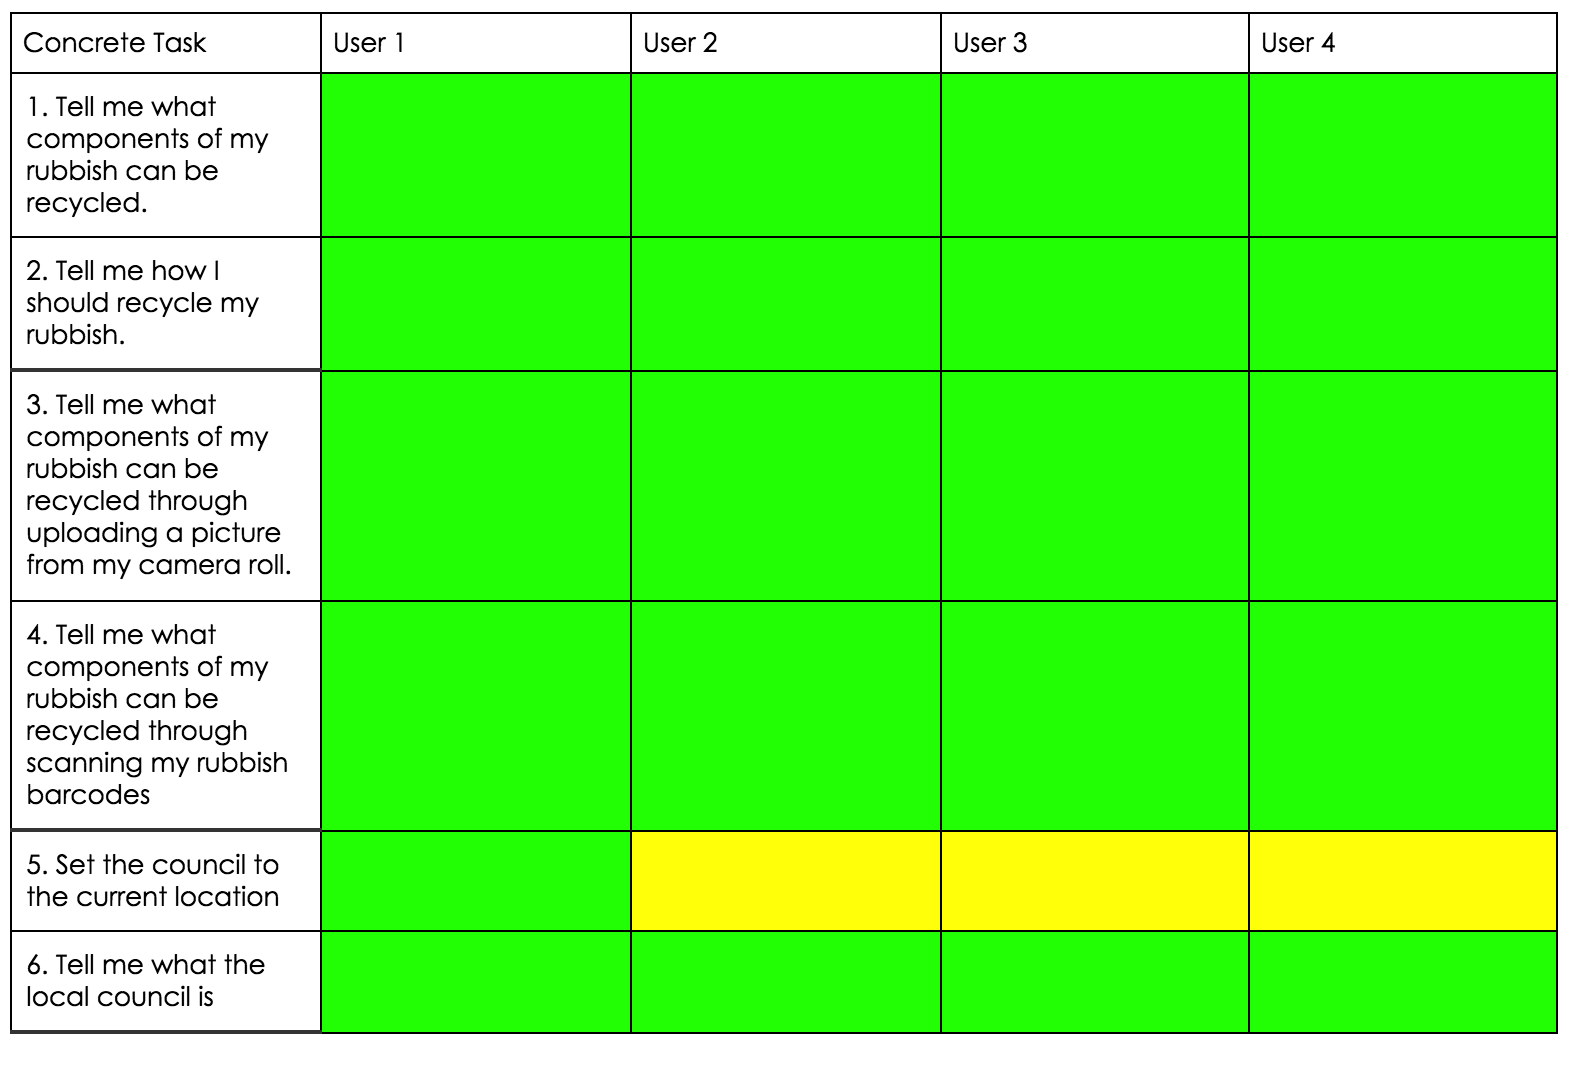 Concrete Task
User 1
User 2
User 3
User 4
1. Tell me what
components of my
rubbish can be
recycled.
2. Tell me how I
should recycle my
rubbish.
3. Tell me what
components of my
rubbish can be
recycled through
uploading a picture
from my camera roll.
4. Tell me what
components of my
rubbish can be
recycled through
scanning my rubbish
barcodes
5. Set the council to
the current location
6. Tell me what the
local council is